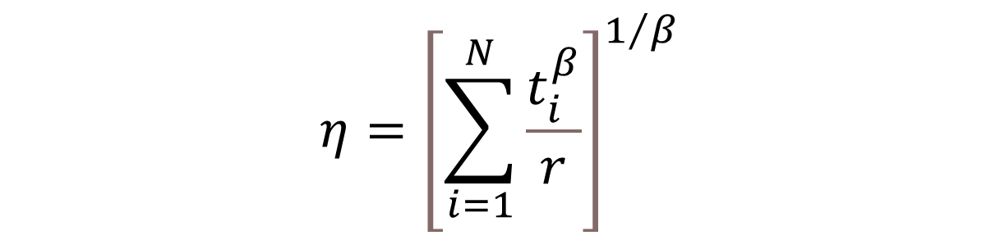 η = [∑_{i=1}^{N} t_i^β / r]^{1/β}